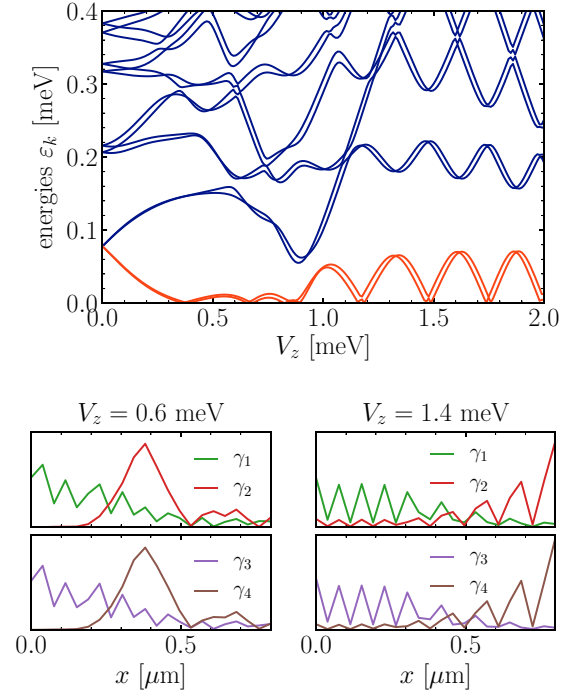 0.4
0.3
0.2
0.1
0.0
energies ε_k [meV]
0.0 0.5 1.0 1.5 2.0
V_z [meV]
V_z = 0.6 meV
V_z = 1.4 meV
γ_1
γ_2
γ_1
γ_2
γ_3
γ_4
γ_3
γ_4
0.0 0.5
0.0 0.5
x [μm]
x [μm]